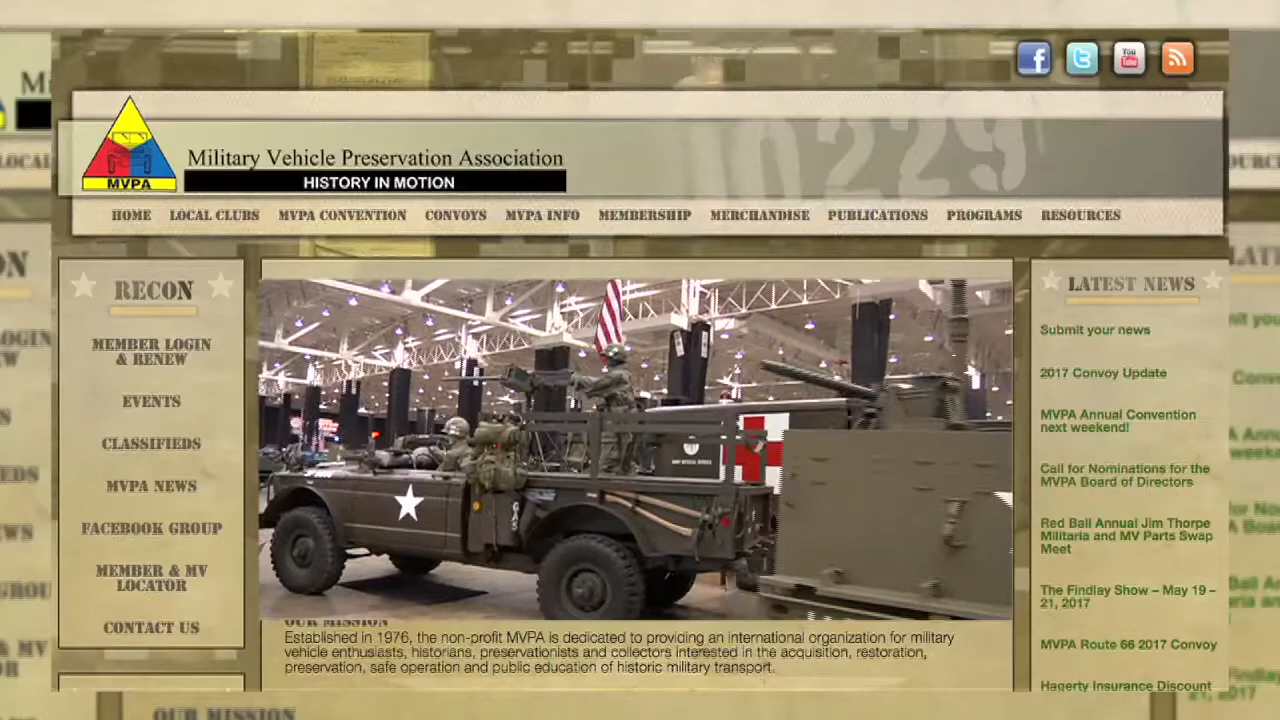 You
Tube
MVPA
Military Vehicle Preservation Association
HISTORY IN MOTION
0229
HOME LOCAL CLUBS MVPA CONVENTION CONVOYS MVPA INFO MEMBERSHIP MERCHANDISE PUBLICATIONS PROGRAMS RESOURCES
RECON
MEMBER LOGIN
& RENEW
EVENTS
CLASSIFIEDS
MVPA NEWS
FACEBOOK GROUP
MEMBER & MV
LOCATOR
CONTACT US
OUR MISSION
Established in 1976, the non-profit MVPA is dedicated to providing an international organization for military
vehicle enthusiasts, historians, preservationists and collectors interested in the acquisition, restoration,
preservation, safe operation and public education of historic military transport.
LATEST NEWS
Submit your news
2017 Convoy Update
MVPA Annual Convention
next weekend!
Call for Nominations for the
MVPA Board of Directors
Red Ball Annual Jim Thorpe
Militaria and MV Parts Swap
Meet
The Findlay Show – May 19 –
21, 2017
MVPA Route 66 2017 Convoy
Hagerty Insurance Discount
OUR MISSION